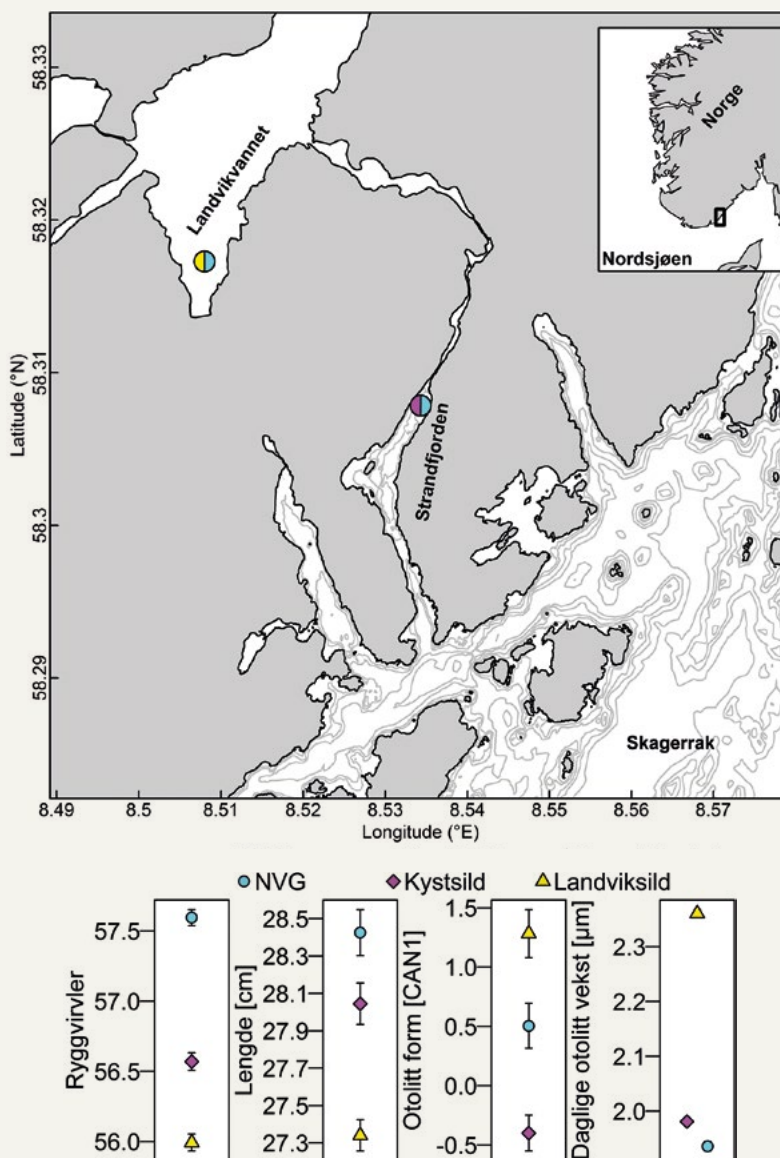 58.33
58.32
58.31
58.3
58.29
Latitude (°N)
Landvikvannet
Strandfjorden
Norge
Nordsjøen
Skagerrak
8.49 8.5 8.51 8.52 8.53 8.54 8.55 8.56 8.57
Longitude (°E)
NVG Kystsild Landviksild
Ryggvirvler
57.5
57.0
56.5
56.0
Lengde [cm]
28.5
28.3
28.1
27.9
27.7
27.5
27.3
Otolitt form [CAN1]
1.5
1.0
0.5
0.0
-0.5
Daglige otolitt vekst [µm]
2.3
2.2
2.1
2.0